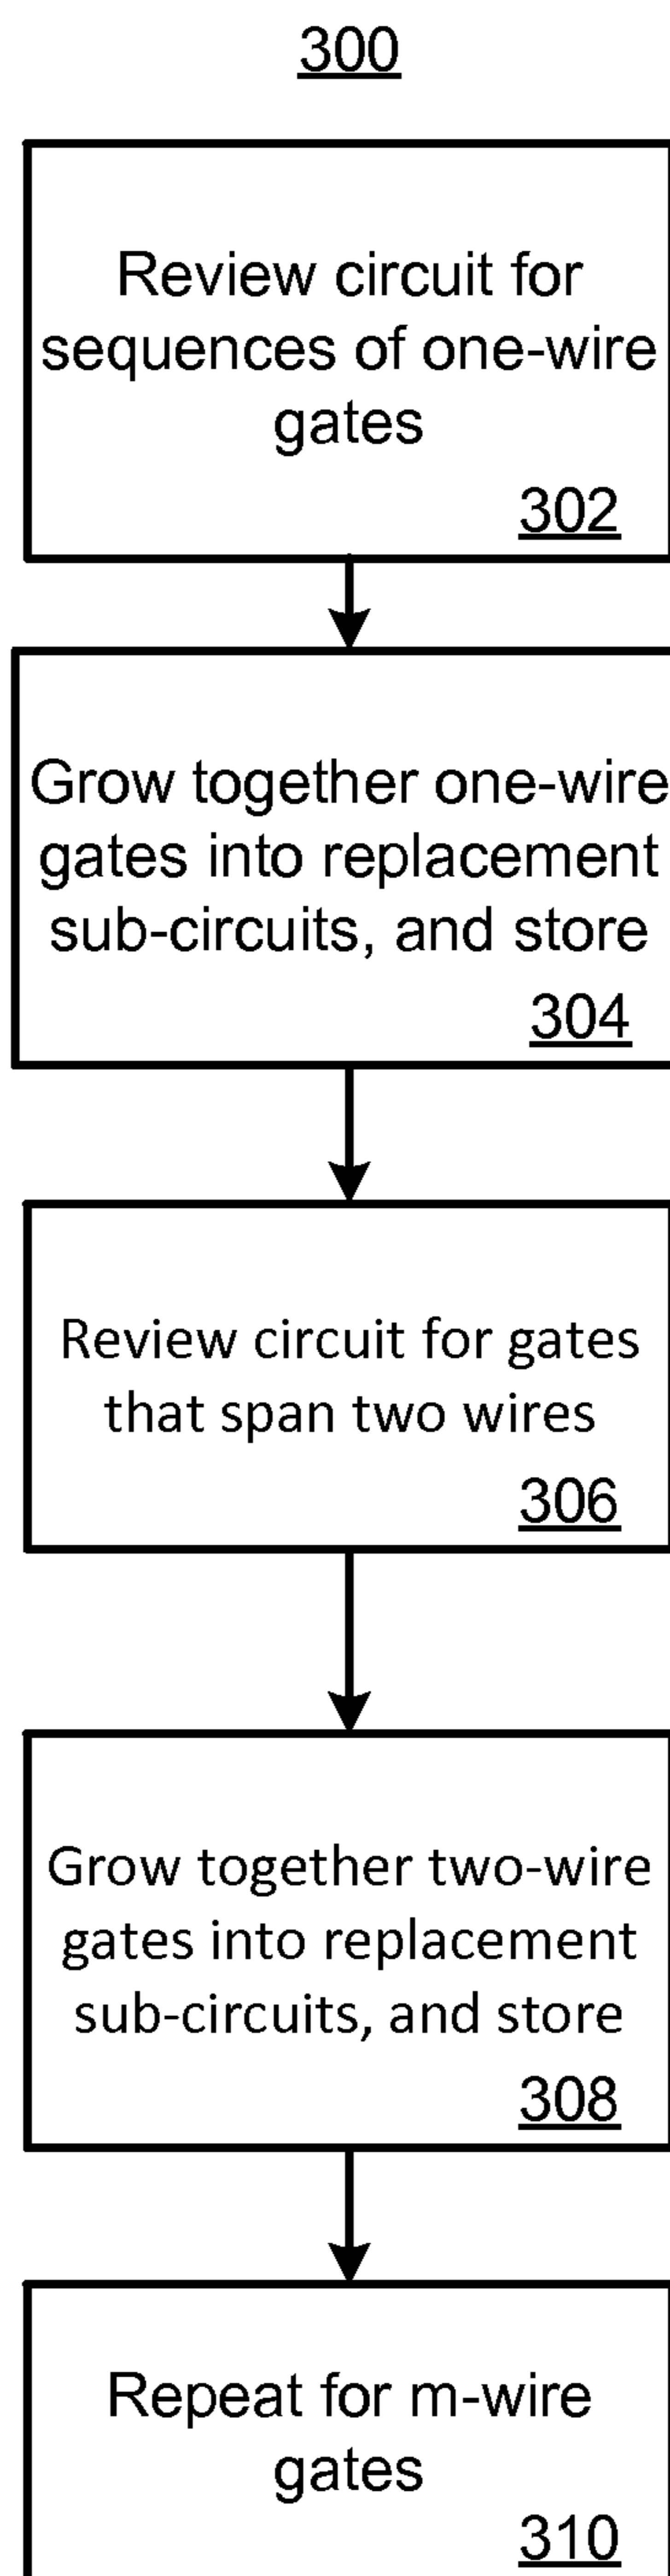 300
Review circuit for
sequences of one-wire
gates
302
Grow together one-wire
gates into replacement
sub-circuits, and store
304
Review circuit for gates
that span two wires
306
Grow together two-wire
gates into replacement
sub-circuits, and store
308
Repeat for m-wire
gates
310